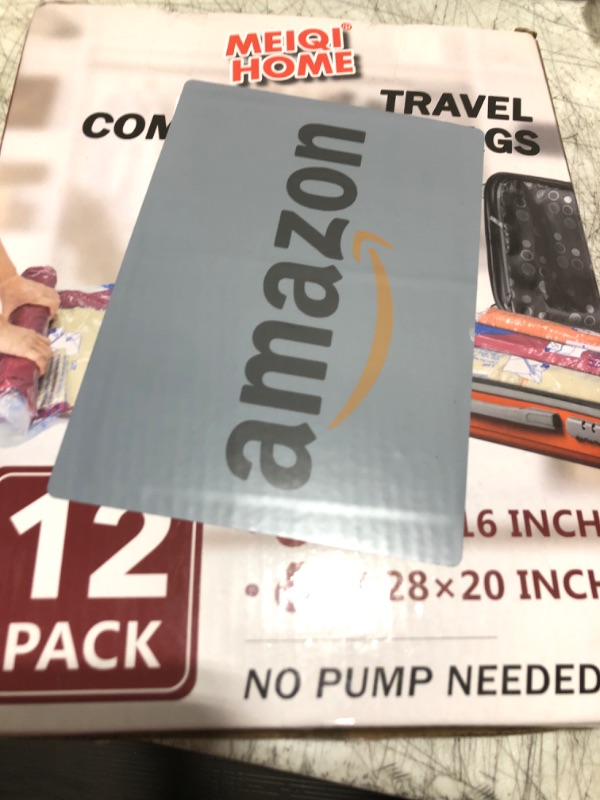 MEIQI®
HOME
TRAVEL
COM GS
amazon
12
PACK
16 INCH
• 28×20 INCH
NO PUMP NEEDED